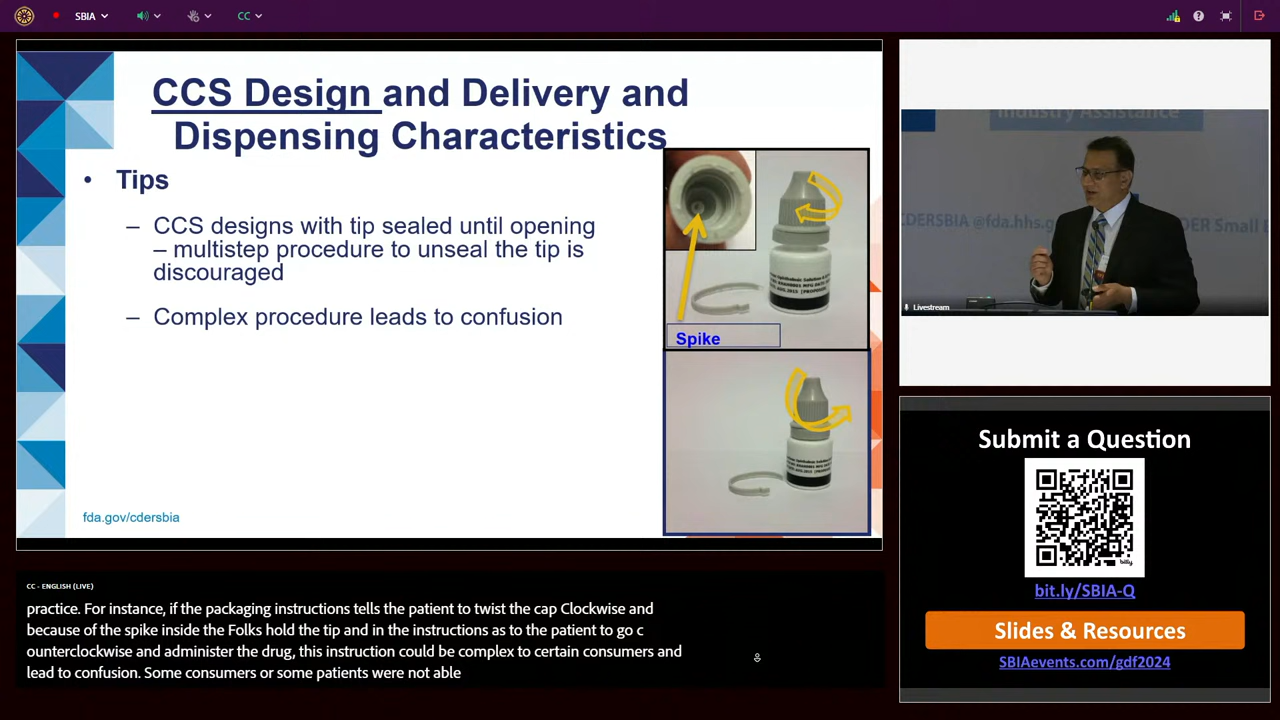 SBIA
CC
CCS Design and Delivery and
Dispensing Characteristics
• Tips
– CCS designs with tip sealed until opening
– multistep procedure to unseal the tip is
discouraged
– Complex procedure leads to confusion
Spike
fda.gov/cdersbia
Industry Assistance
CDERSBIA @fda.hhs.g
Livestream
Submit a Question
bitly
bit.ly/SBIA-Q
Slides & Resources
SBIAevents.com/gdf2024
CC - ENGLISH (LIVE)
practice. For instance, if the packaging instructions tells the patient to twist the cap Clockwise and
because of the spike inside the Folks hold the tip and in the instructions as to the patient to go c
ounterclockwise and administer the drug, this instruction could be complex to certain consumers and
lead to confusion. Some consumers or some patients were not able